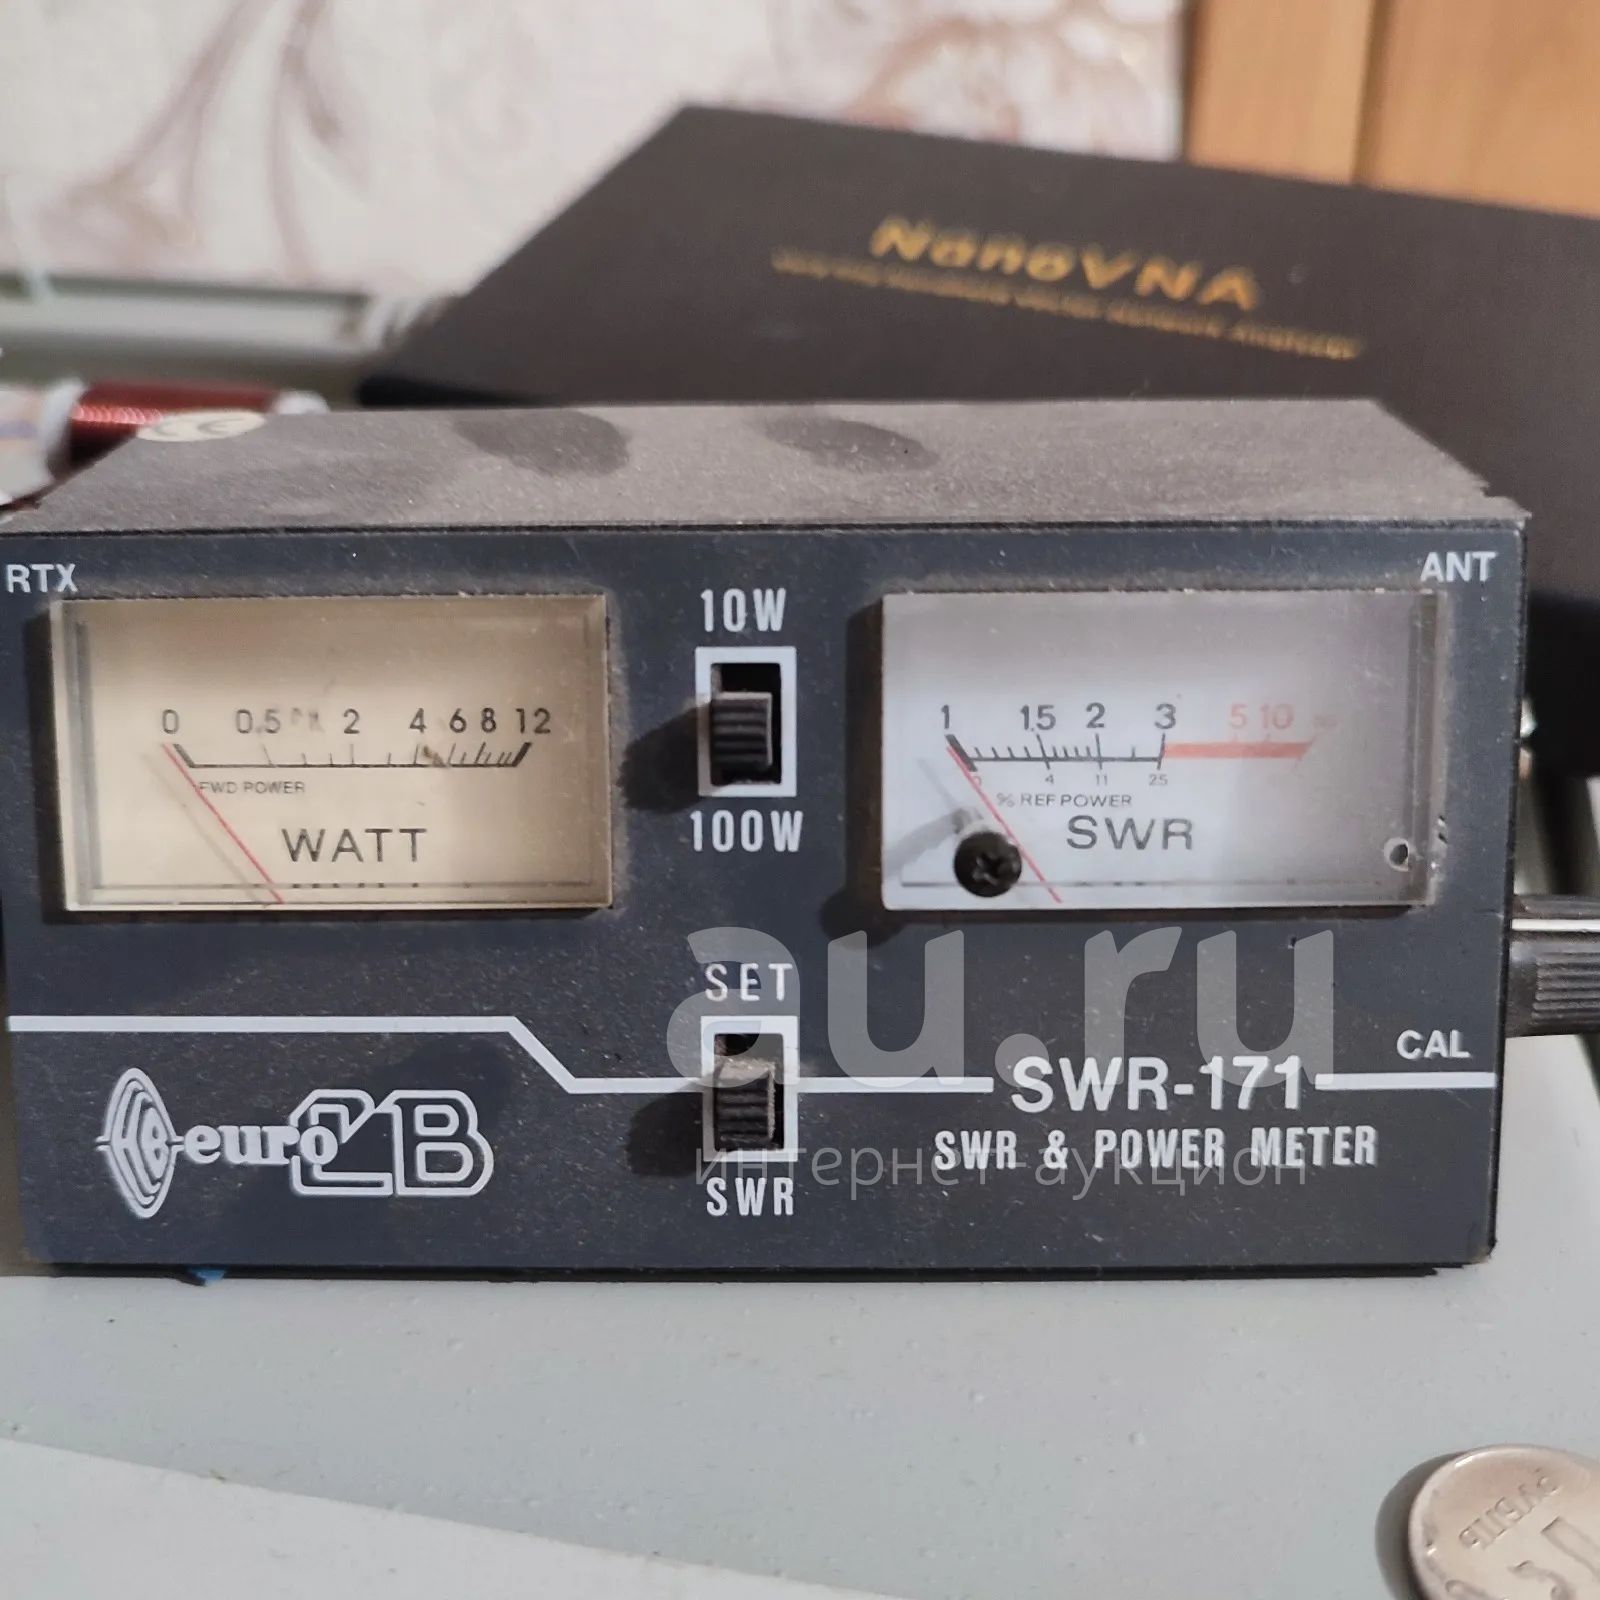 NanoVNA
CE
RTX
ANT
10W
100W
0 0.5 2 4 6 8 12
FWD POWER
WATT
1 1.5 2 3 5 10
0 4 11 25
% REF POWER
SWR
SET
SWR
CAL
euro CB
SWR-171
SWR & POWER METER
au.ru
интернет-аукцион
РУБЛЬ